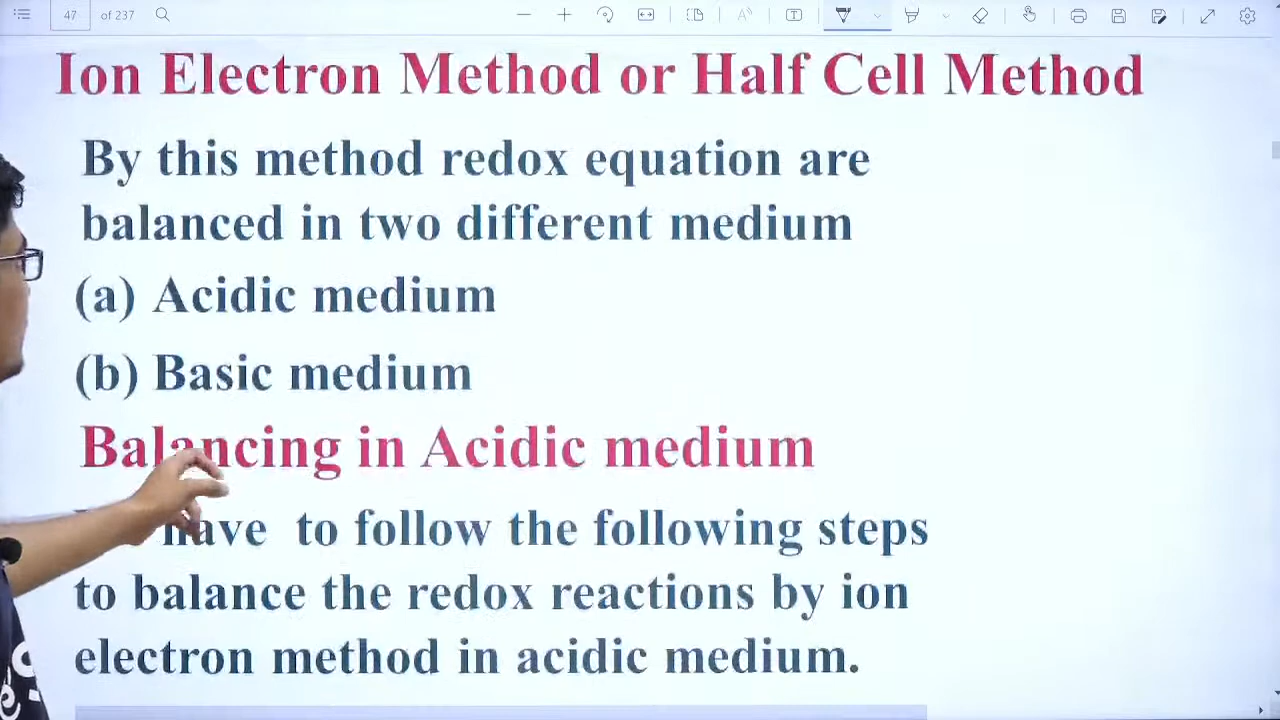 47 of 237
Ion Electron Method or Half Cell Method
By this method redox equation are
balanced in two different medium
(a) Acidic medium
(b) Basic medium
Balancing in Acidic medium
have to follow the following steps
to balance the redox reactions by ion
electron method in acidic medium.